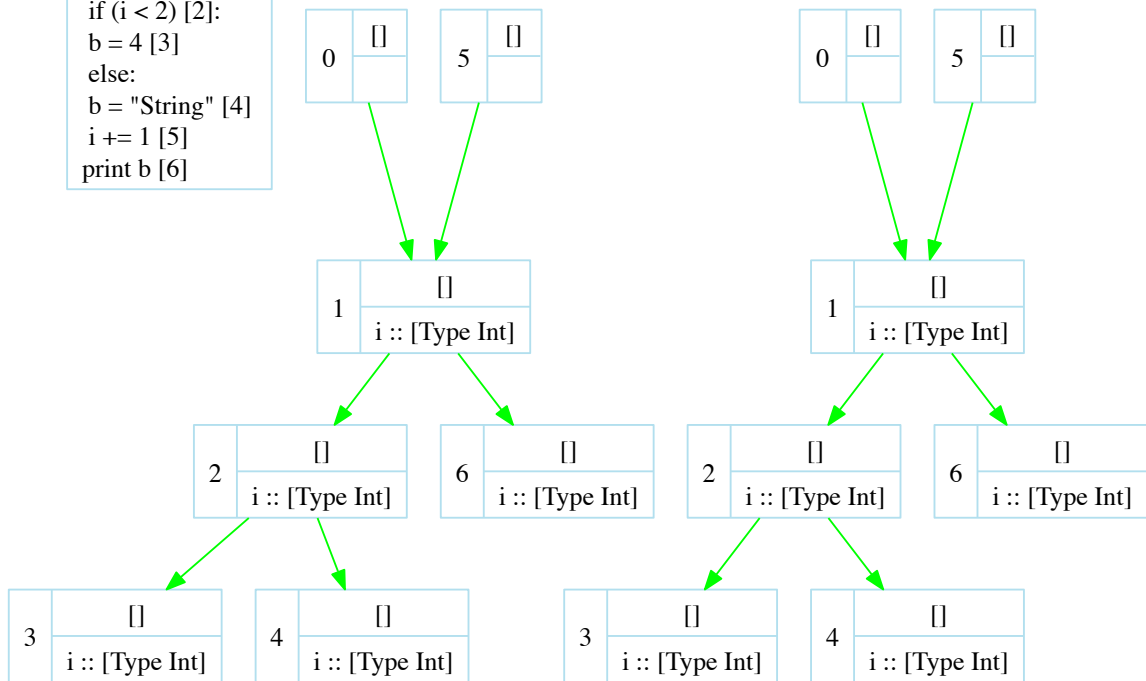 if (i < 2) [2]:
b = 4 [3]
else:
b = "String" [4]
i += 1 [5]
print b [6]
0 []
5 []
0 []
5 []
1 []
i :: [Type Int]
1 []
i :: [Type Int]
2 []
i :: [Type Int]
6 []
i :: [Type Int]
2 []
i :: [Type Int]
6 []
i :: [Type Int]
3 []
i :: [Type Int]
4 []
i :: [Type Int]
3 []
i :: [Type Int]
4 []
i :: [Type Int]